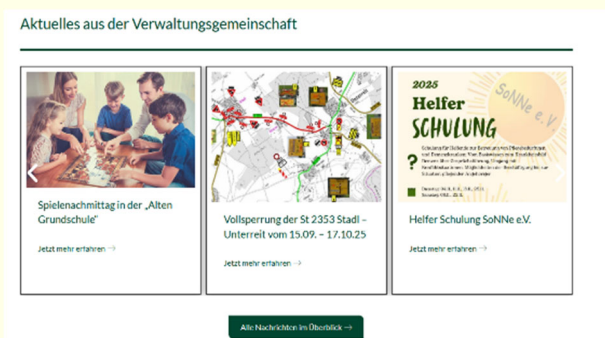 Aktuelles aus der Verwaltungsgemeinschaft
Spielenachmittag in der „Alten
Grundschule“
Jetzt mehr erfahren →
Vollsperrung der St 2353 Stadl –
Unterreit vom 15.09. – 17.10.25
Jetzt mehr erfahren →
2025
Helfer
SCHULUNG
SoNNe e.V.
?
Helfer Schulung SoNNe e.V.
Jetzt mehr erfahren →
Alle Nachrichten im Überblick →